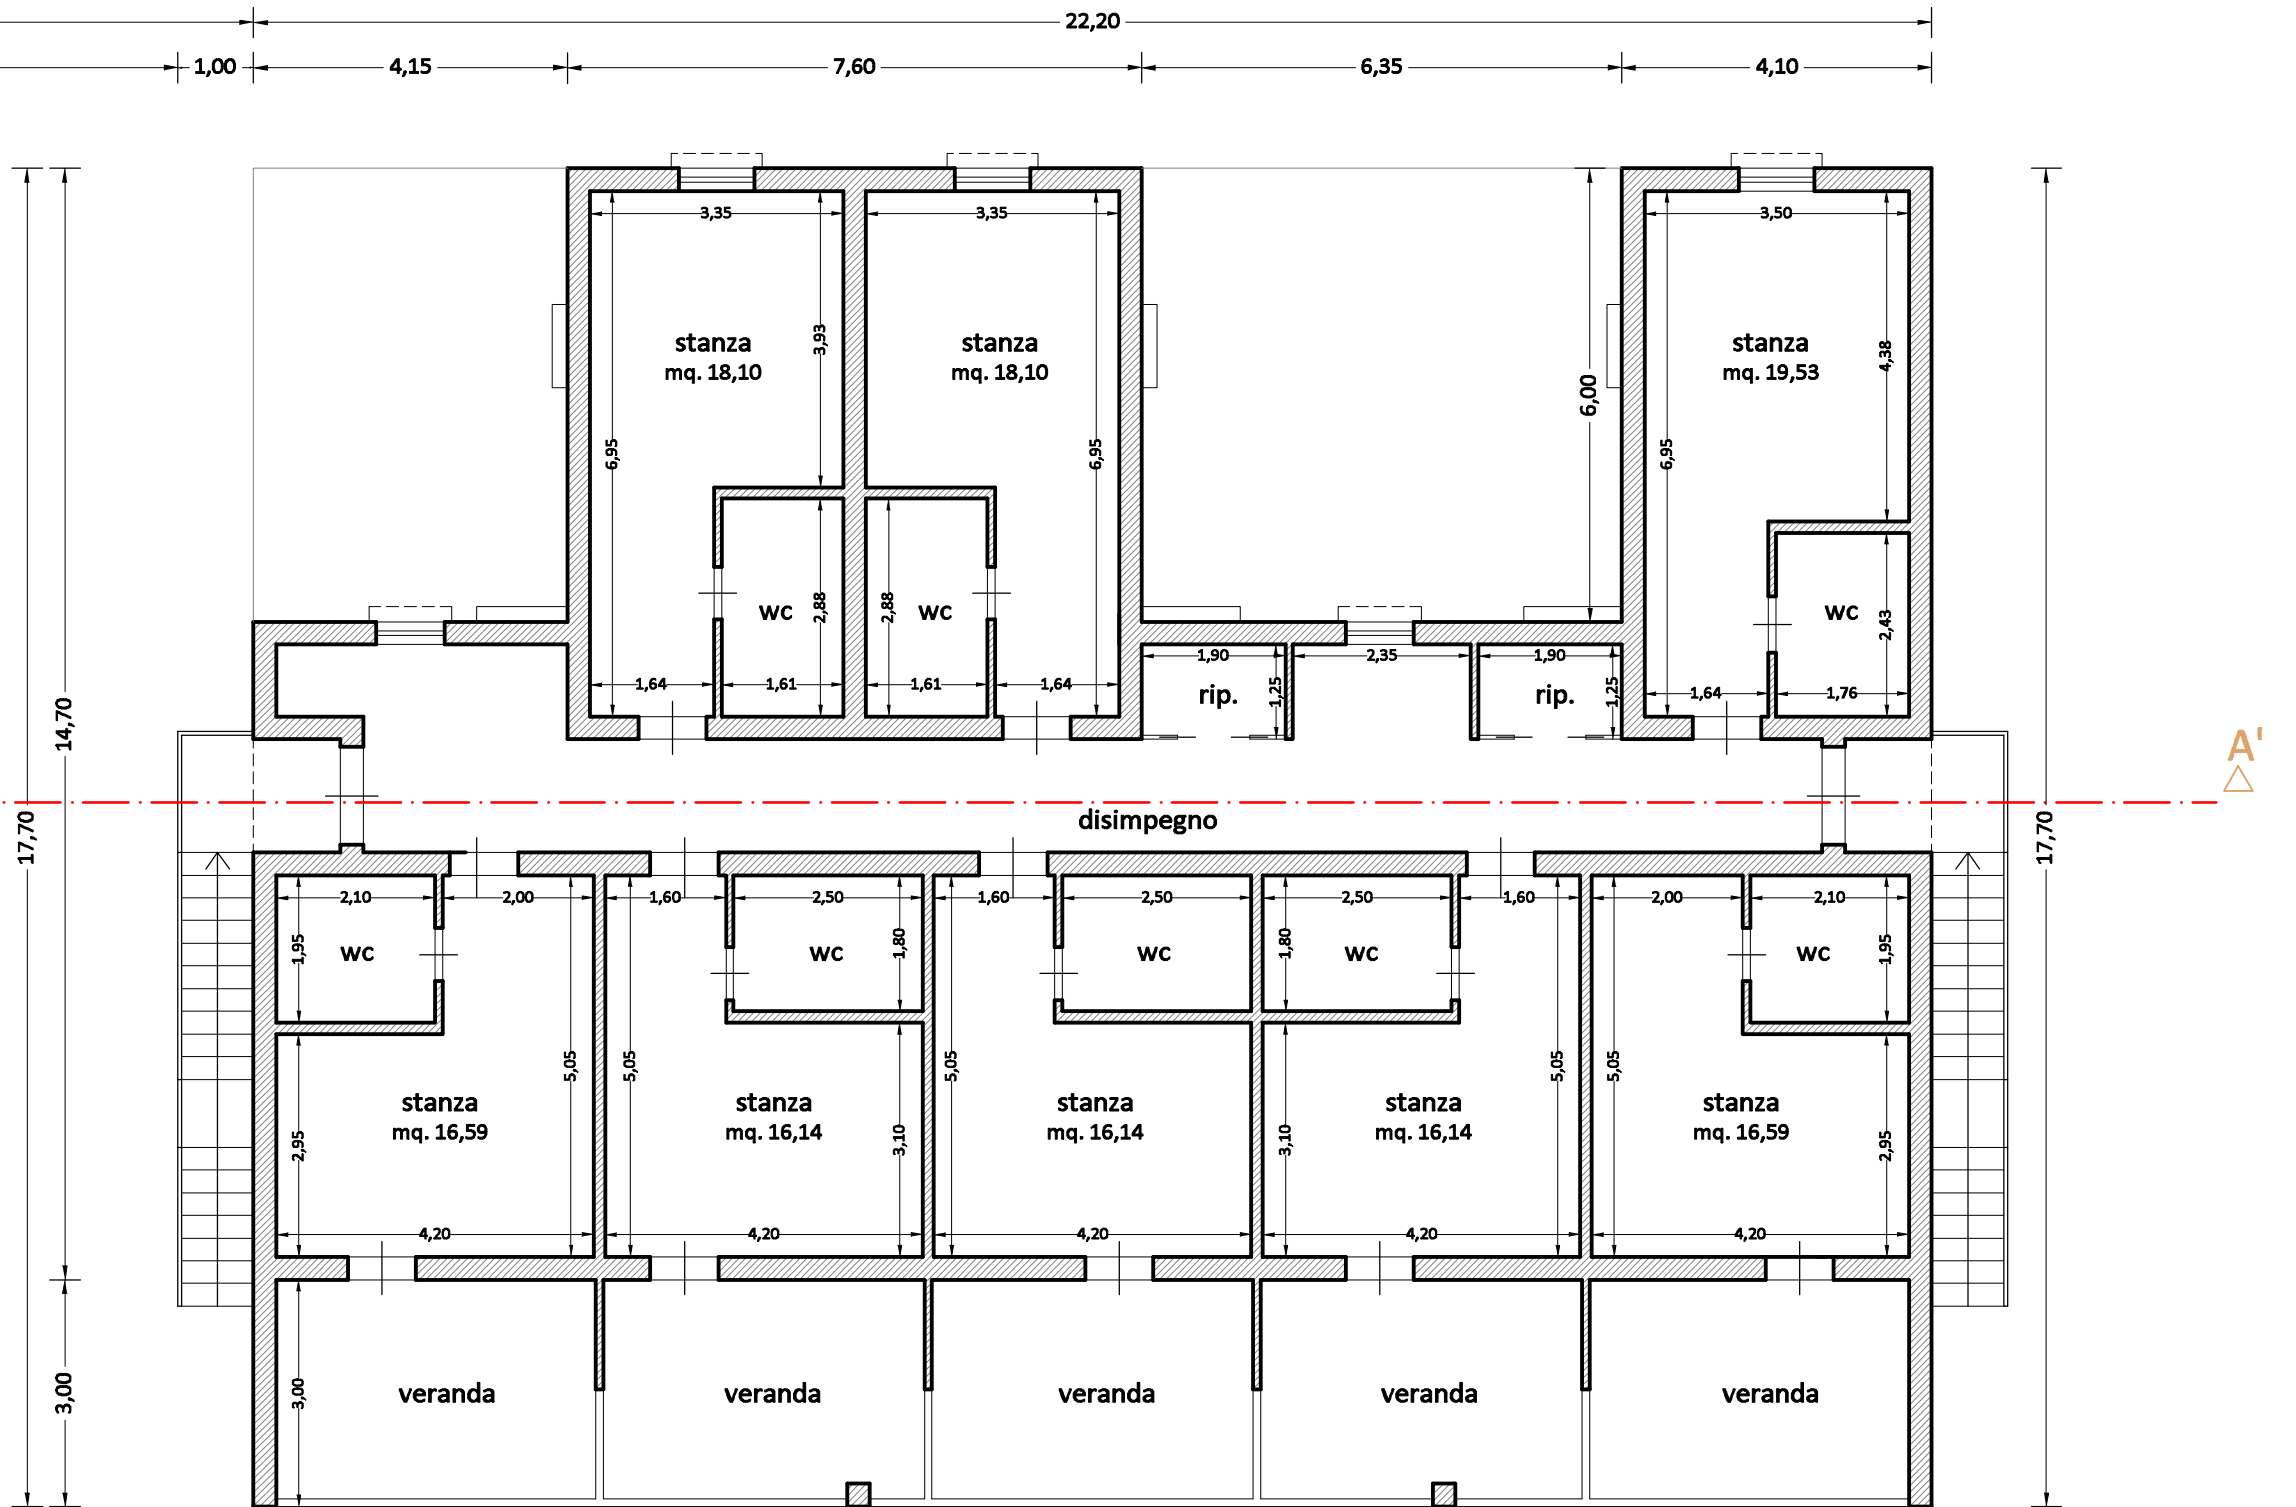 22,20
1,00 4,15 7,60 6,35 4,10
3,35 3,35 3,50
6,95 3,93 6,95 6,00 6,95 4,38
stanza stanza stanza
mq. 18,10 mq. 18,10 mq. 19,53
2,88 wc 2,88 wc wc 2,43
1,64 1,61 1,61 1,64 1,90 2,35 1,90 1,64 1,76
rip. 1,25 rip. 1,25
14,70
A'
17,70 disimpegno 17,70
2,10 2,00 1,60 2,50 1,60 2,50 2,50 1,60 2,00 2,10
1,95 wc wc 1,80 wc 1,80 wc wc 1,95
5,05 5,05 5,05 5,05 5,05
stanza stanza stanza stanza stanza
mq. 16,59 mq. 16,14 mq. 16,14 mq. 16,14 mq. 16,59
2,95 3,10 3,10 2,95
4,20 4,20 4,20 4,20 4,20
3,00 3,00 veranda veranda veranda veranda veranda